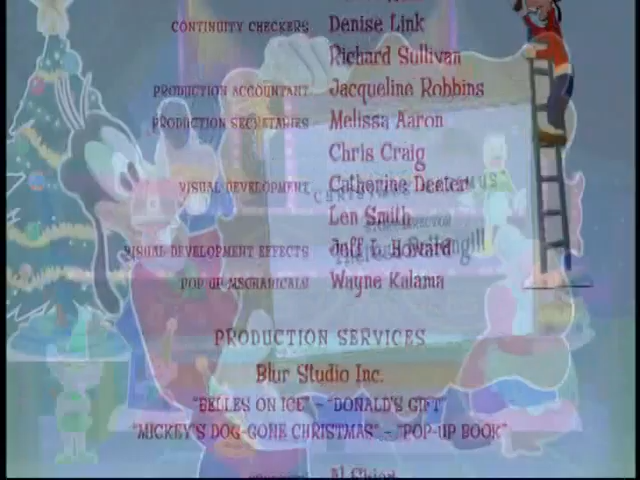 CONTINUITY CHECKERS Denise Link
Richard Sullivan
PRODUCTION ACCOUNTANT Jacqueline Robbins
PRODUCTION SECRETARIES Melissa Aaron
Chris Craig
VISUAL DEVELOPMENT Catherine Deeter
Len Smith
VISUAL DEVELOPMENT EFFECTS Jeff L. Howard
POP UP MECHANICALS Wayne Kalama
PRODUCTION SERVICES
Blur Studio Inc.
"BELLES ON ICE" - "DONALD'S GIFT"
"MICKEY'S DOG-GONE CHRISTMAS" - "POP-UP BOOK"